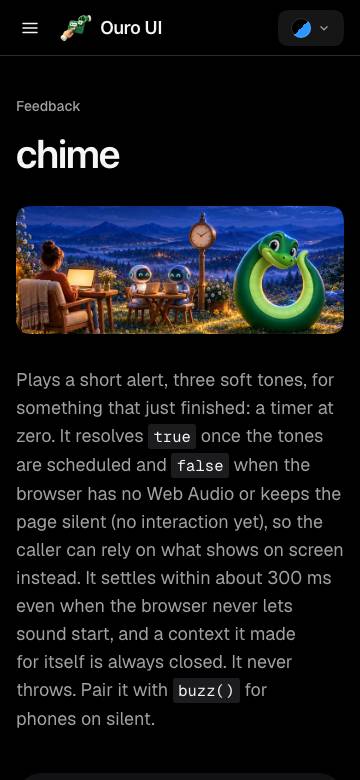 Ouro UI
Feedback
chime
Plays a short alert, three soft tones, for
something that just finished: a timer at
zero. It resolves true once the tones
are scheduled and false when the
browser has no Web Audio or keeps the
page silent (no interaction yet), so the
caller can rely on what shows on screen
instead. It settles within about 300 ms
even when the browser never lets
sound start, and a context it made
for itself is always closed. It never
throws. Pair it with buzz() for
phones on silent.